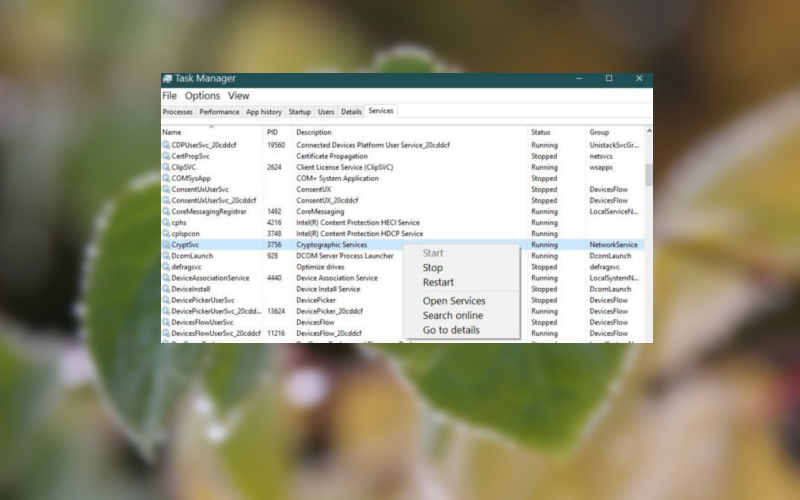 Task Manager
File Options View
Processes Performance App history Startup Users Details Services
Name PID Description Status Group
CDPUserSvc_20cddcf 19560 Connected Devices Platform User Service_20cddcf Running UnistackSvcGr...
CertPropSvc Certificate Propagation Stopped netsvcs
ClipSVC 2624 Client License Service (ClipSVC) Running wsappx
COMSysApp COM+ System Application Stopped
ConsentUxUserSvc ConsentUX Stopped DevicesFlow
ConsentUxUserSvc_20cddcf ConsentUX_20cddcf Stopped DevicesFlow
CoreMessagingRegistrar 1492 CoreMessaging Running LocalServiceN...
cphs 4216 Intel(R) Content Protection HECI Service Running
cplspcon 3748 Intel(R) Content Protection HDCP Service Running
CryptSvc 3756 Cryptographic Services Running NetworkService
DcomLaunch 928 DCOM Server Process Launcher Running DcomLaunch
defragsvc Optimize drives Stopped defragsvc
DeviceAssociationService 4440 Device Association Service Running LocalSystemN...
DeviceInstall Device Install Service Stopped DcomLaunch
DevicePickerUserSvc DevicePicker Stopped DevicesFlow
DevicePickerUserSvc_20cdd... 13624 DevicePicker_20cddcf Running DevicesFlow
DevicesFlowUserSvc DevicesFlow Stopped DevicesFlow
DevicesFlowUserSvc_20cddcf 11216 DevicesFlow_20cddcf Running DevicesFlow
Start
Stop
Restart
Open Services
Search online
Go to details